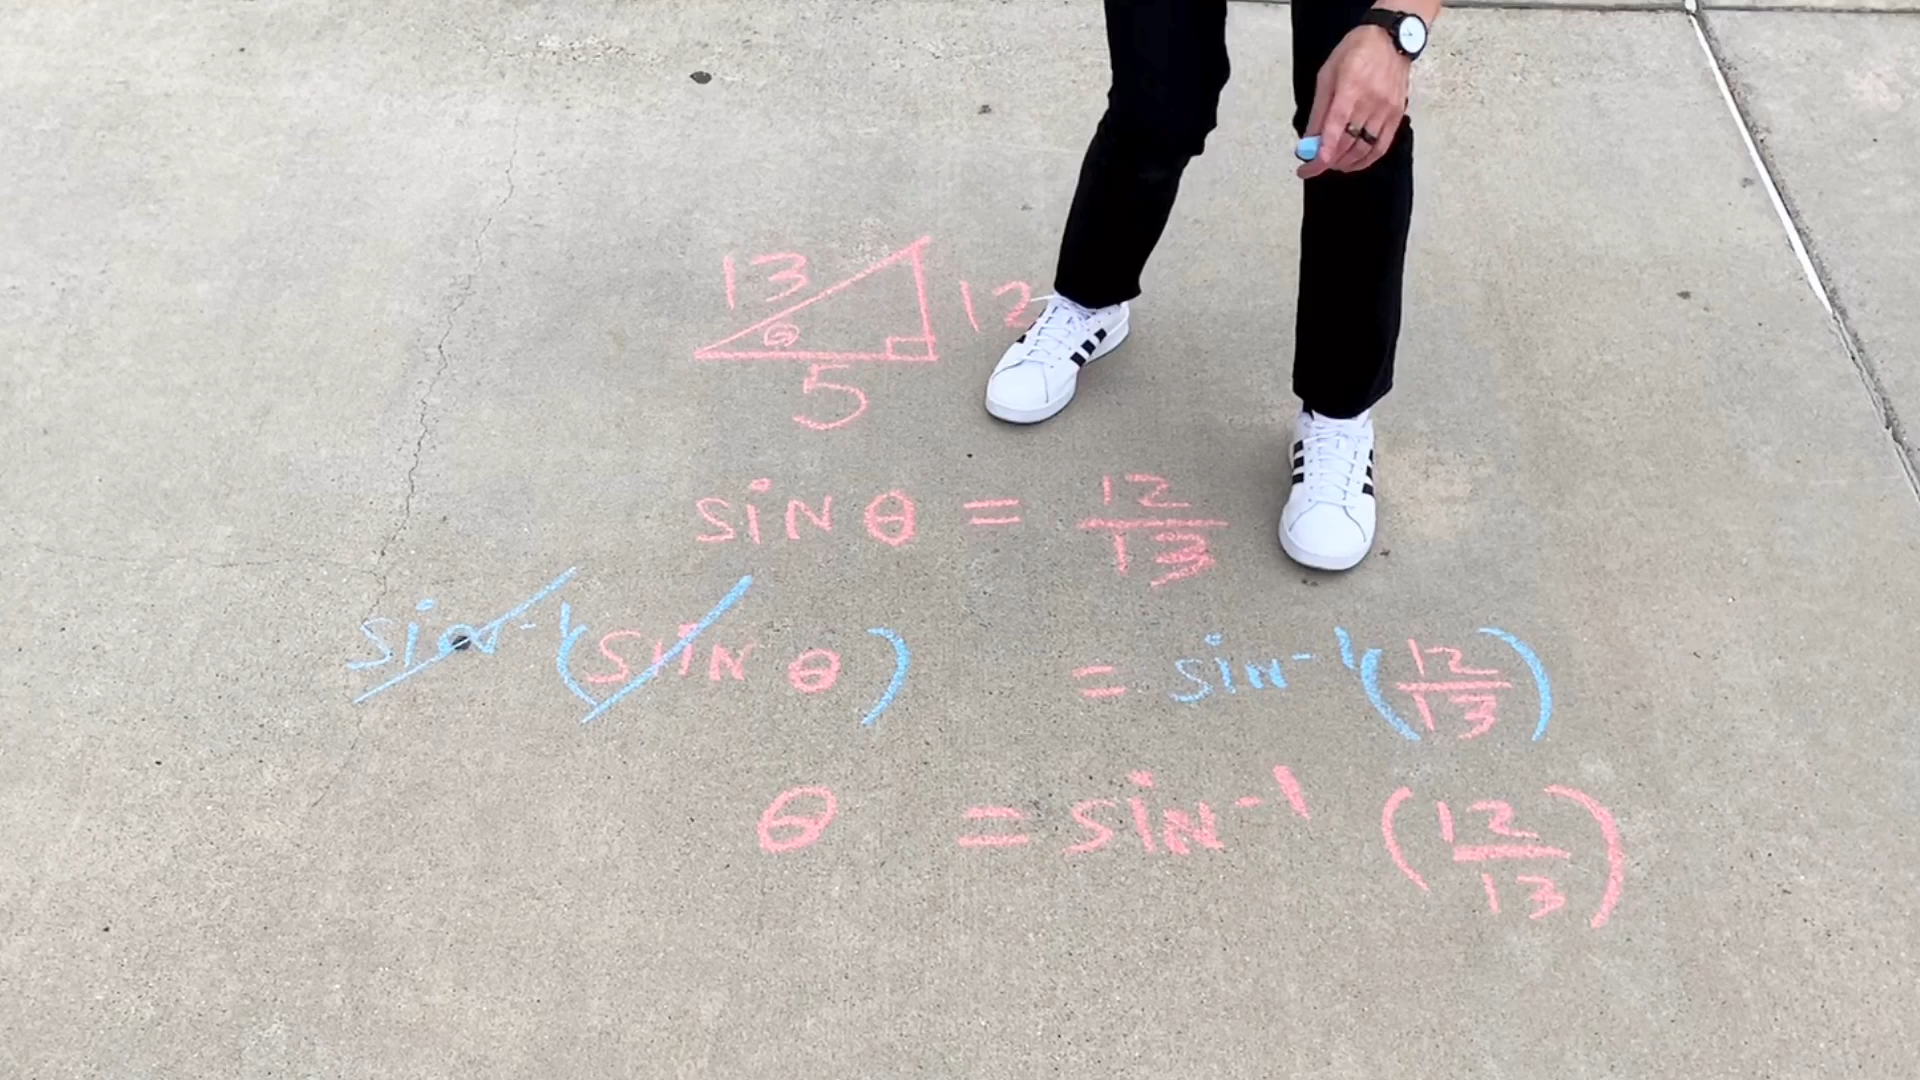 13
θ
12
5
sin θ = 12/13
sin⁻¹(sin θ) = sin⁻¹(12/13)
θ = sin⁻¹(12/13)